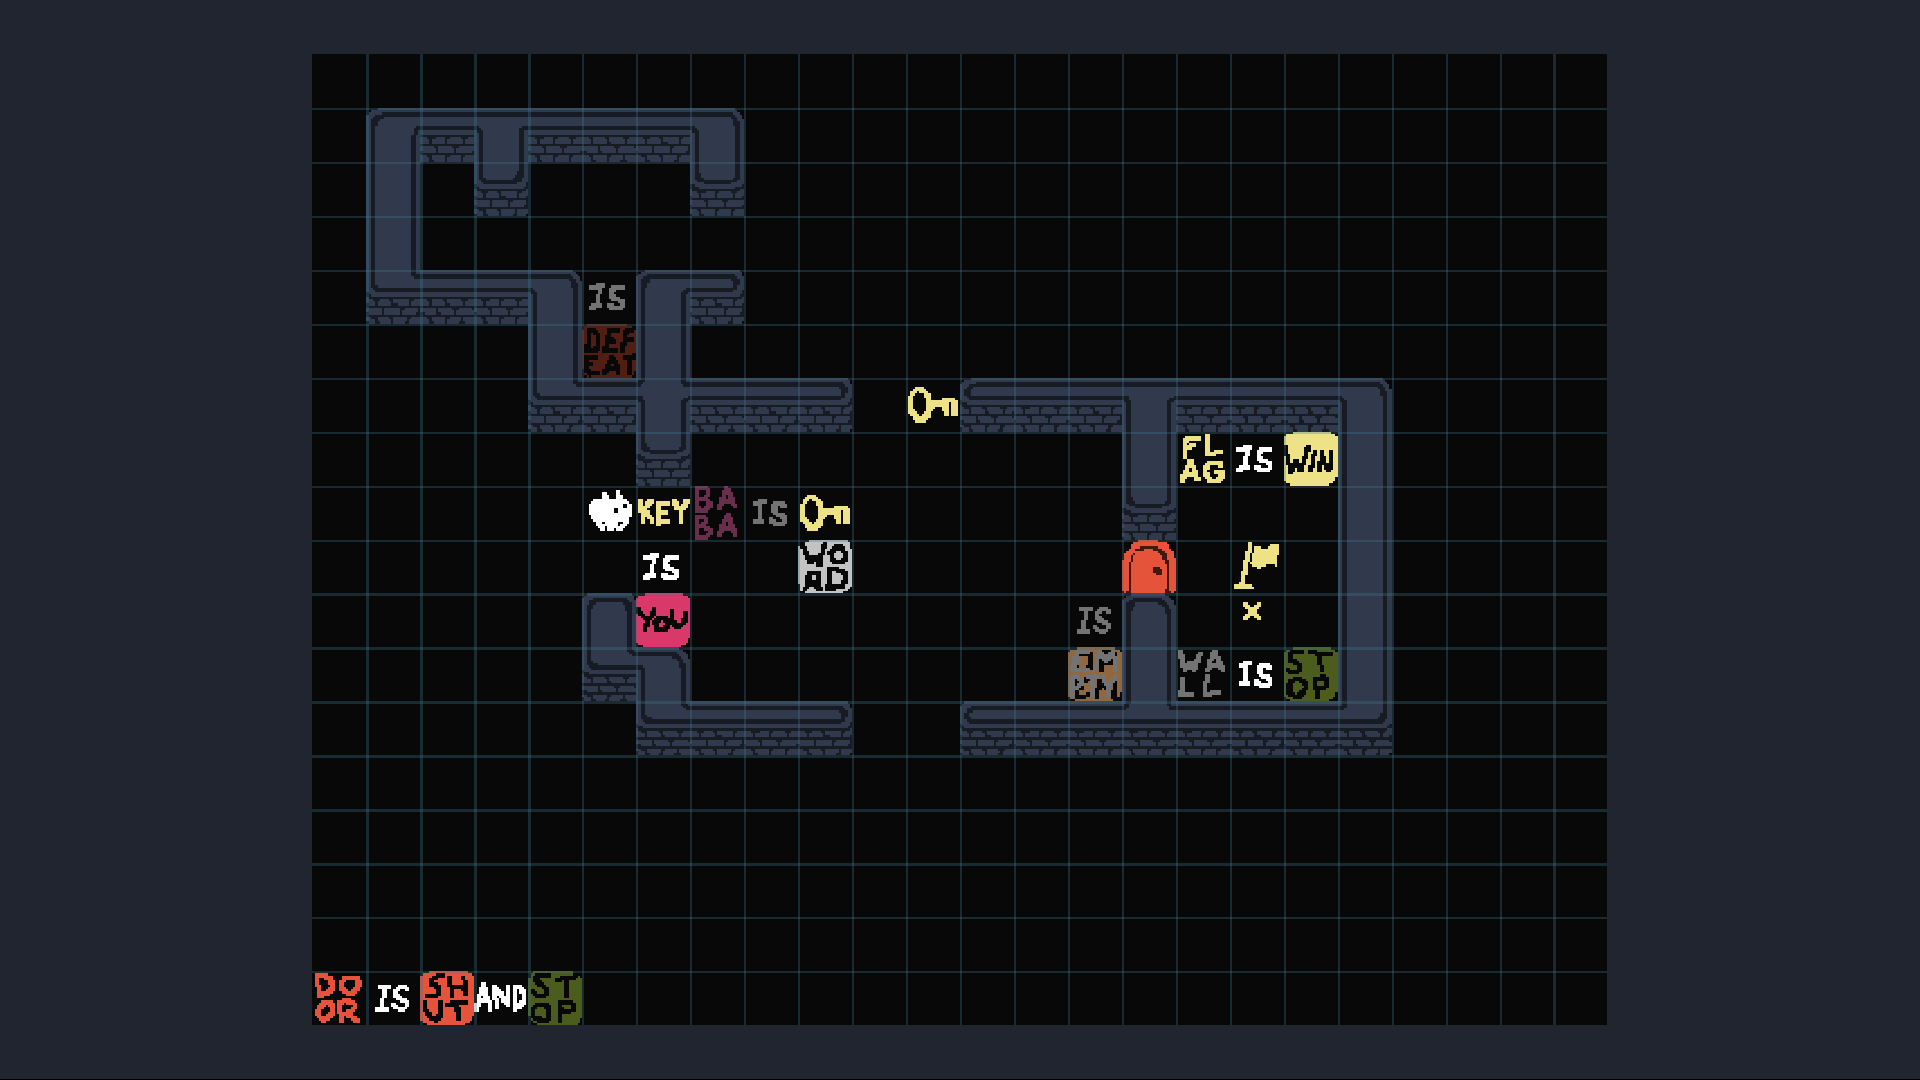 IS
DEFEAT
FLAG IS WIN
KEY BABA IS
IS WORD
YOU IS
WALL IS STOP
DOOR IS SHUT AND STOP